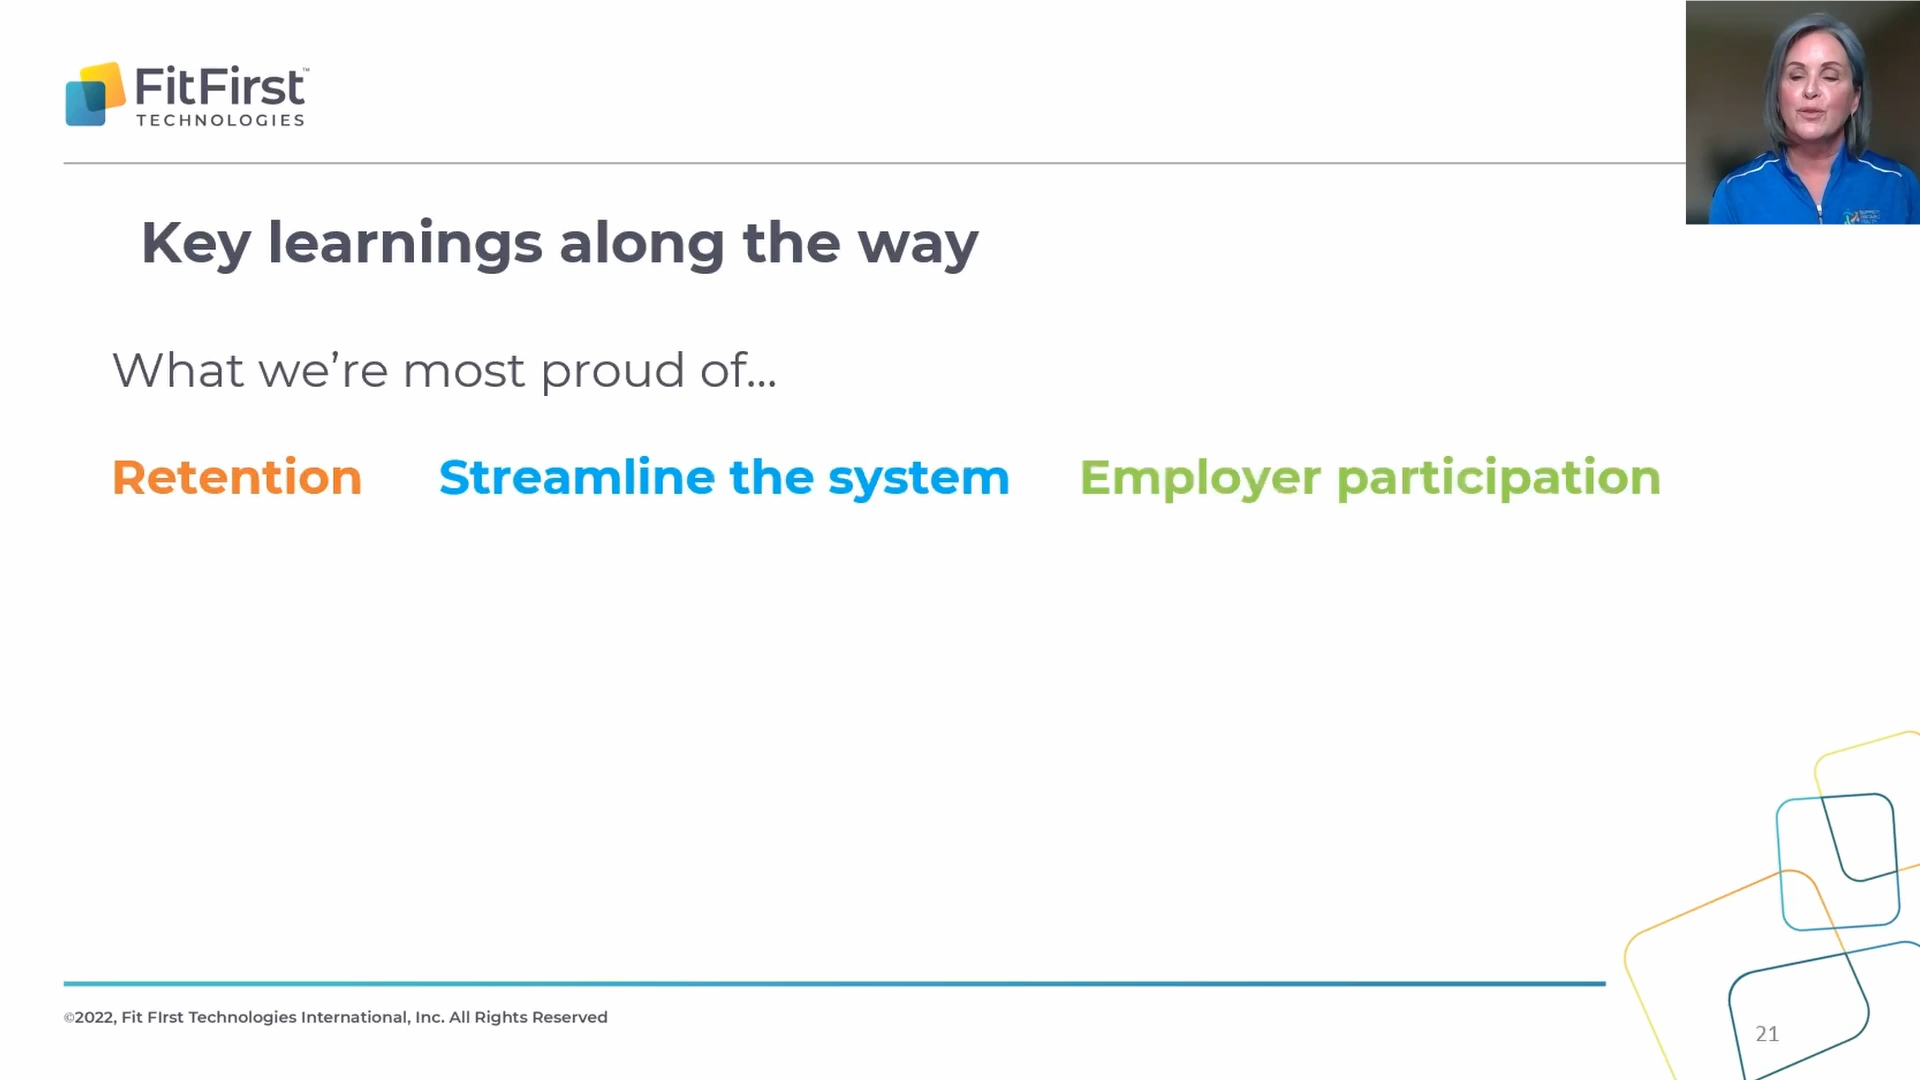 FitFirst™
TECHNOLOGIES
Key learnings along the way
What we’re most proud of...
Retention Streamline the system Employer participation
©2022, Fit FIrst Technologies International, Inc. All Rights Reserved
21